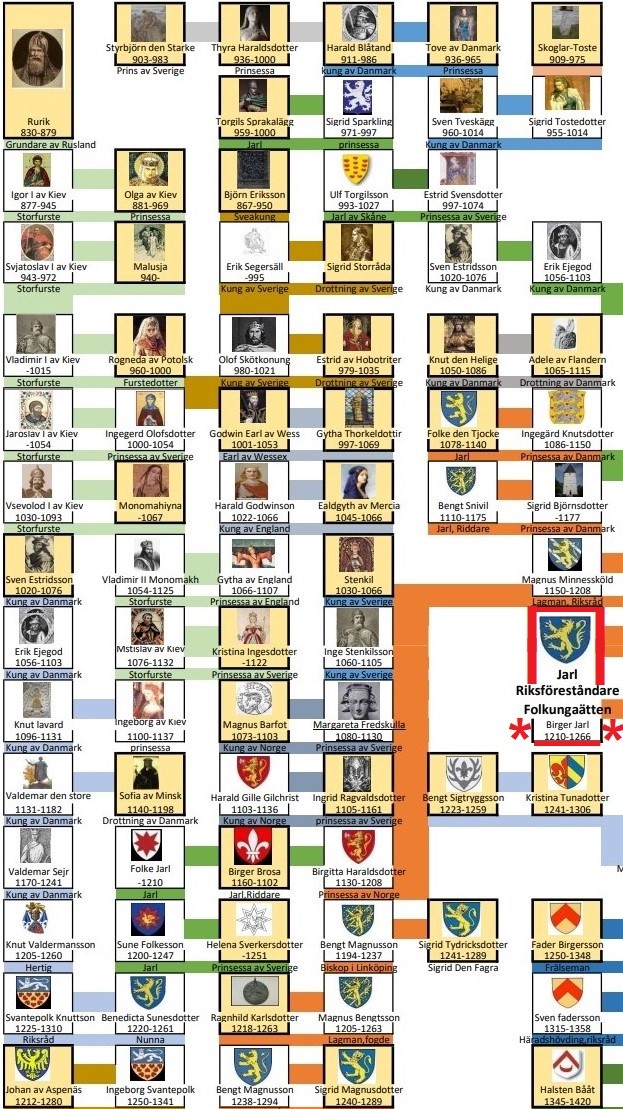 Styrbjörn den Starke
903-983
Prins av Sverige
Thyra Haraldsdotter
936-1000
Prinsessa
Harald Blåtand
911-986
kung av Danmark
Tove av Danmark
936-965
Prinsessa
Skoglar-Toste
909-975
Rurik
830-879
Grundare av Rusland
Torgils Sprakalägg
959-1000
Jarl
Sigrid Sparkling
971-997
prinsessa
Sven Tveskägg
960-1014
Kung av Danmark
Sigrid Tostedotter
955-1014
Igor I av Kiev
877-945
Storfuste
Olga av Kiev
881-969
Prinsessa
Björn Eriksson
867-950
Sveakung
Ulf Torgilsson
993-1027
Jarl av Skåne
Estrid Svensdotter
997-1074
Prinsessa av Sverige
Svjatoslav I av Kiev
943-972
Storfurste
Malusja
940-
Erik Segersäll
-995
Kung av Sverige
Sigrid Storråda
Drottning av Sverige
Sven Estridsson
1020-1076
Kung av Danmark
Erik Ejegod
1056-1103
Kung av Danmark
Vladimir I av Kiev
-1015
Storfurste
Rogneda av Potolsk
960-1000
Furstedotter
Olof Skötkonung
980-1021
Kung av Sverige
Estrid av Hobotriter
979-1035
Drottning av Sverige
Knut den Helige
1050-1086
Kung av Danmark
Adele av Flandern
1065-1115
Drottning av Danmark
Jaroslav I av Kiev
-1054
Storfurste
Ingegerd Olofsdotter
1000-1054
Prinsessa av Sverige
Godwin Earl av Wess
1001-1053
Earl av Wessex
Gytha Thorkeldottir
997-1069
Folke den Tjocke
1078-1140
Jarl
Ingegärd Knutsdotter
1086-1150
Prinsessa av Danmark
Vsevolod I av Kiev
1030-1093
Storfurste
Monomahiyna
-1067
Harald Godwinson
1022-1066
Kung av England
Ealdgyth av Mercia
1045-1066
Bengt Snivil
1110-1175
Jarl, Riddare
Sigrid Björnsdotter
-1177
Prinsessa av Danmark
Sven Estridsson
1020-1076
Kung av Danmark
Vladimir II Monomakh
1054-1125
Storfurste
Gytha av England
1066-1107
Prinsessa av England
Stenkil
1030-1066
Kung av Sverige
Magnus Minnessköld
1150-1208
Lagman, Riksråd
Erik Ejegod
1056-1103
Kung av Danmark
Mstislav av Kiev
1076-1132
Storfurste
Kristina Ingesdotter
-1122
Prinsessa av Sverige
Inge Stenkilsson
1060-1105
Kung av Sverige
Jarl
Riksföreståndare
Folkungaätten
* Birger Jarl *
1210-1266
Knut lavard
1096-1131
Kung av Danmark
Ingeborg av Kiev
1100-1137
prinsessa
Magnus Barfot
1073-1103
Kung av Norge
Margareta Fredskulla
1080-1130
Prinsessa av Sverige
Valdemar den store
1131-1182
Kung av Danmark
Sofia av Minsk
1140-1198
Drottning av Danmark
Harald Gille Gilchrist
1103-1136
Kung av Norge
Ingrid Ragvaldsdotter
1105-1161
prinsessa av Sverige
Bengt Sigtryggsson
1223-1259
Kristina Tunadotter
1241-1306
Valdemar Sejr
1170-1241
Kung av Danmark
Folke Jarl
-1210
Jarl
Birger Brosa
1160-1102
Jarl,Riddare
Birgitta Haraldsdotter
1130-1208
Prinsessa av Norge
M
Knut Valdermansson
1205-1260
Hertig
Sune Folkesson
1200-1247
Jarl
Helena Sverkersdotter
-1251
Prinsessa av Sverige
Bengt Magnusson
1194-1237
Biskop i Linköping
Sigrid Tydricksdotter
1241-1289
Sigrid Den Fagra
Fader Birgersson
1250-1348
Frälseman
Svantepolk Knuttson
1225-1310
Riksråd
Benedicta Sunesdotter
1220-1261
Nunna
Ragnhild Karlsdotter
1218-1263
Magnus Bengtsson
1205-1263
Lagman,fogde
Sven fadersson
1315-1358
Häradshövding,riksråd
Johan av Aspenäs
1212-1280
Ingeborg Svantepolk
1250-1341
Bengt Magnusson
1238-1294
Sigrid Magnusdotter
1240-1289
Halsten Bååt
1345-1420